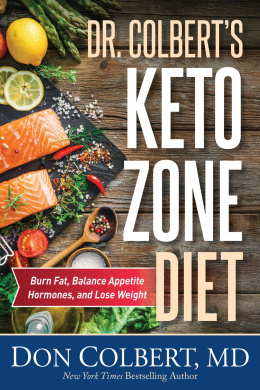 DR. COLBERT'S
KETO
ZONE
DIET
Burn Fat, Balance Appetite
Hormones, and Lose Weight
DON COLBERT, MD
New York Times Bestselling Author